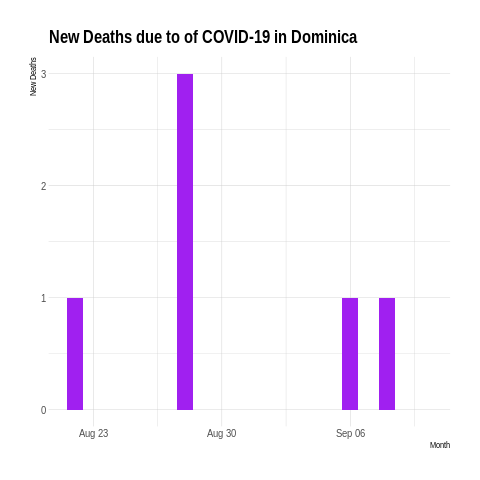 New Deaths due to of COVID-19 in Dominica
New Deaths
3
2
1
0
Aug 23 Aug 30 Sep 06
Month